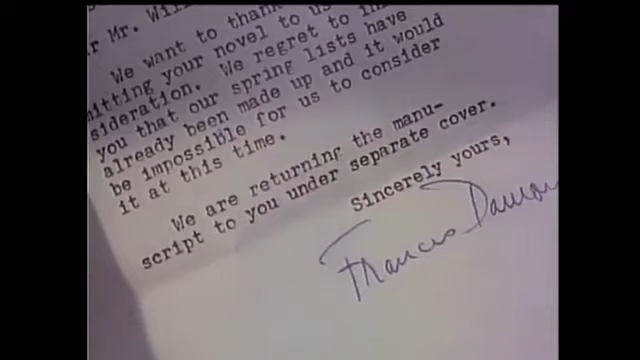 r Mr. Will
We want to thank
mitting your novel to us
sideration. We regret to in
you that our spring lists have
already been made up and it would
be impossible for us to consider
it at this time.
We are returning the manu-
script to you under separate cover.
Sincerely yours,
Francis